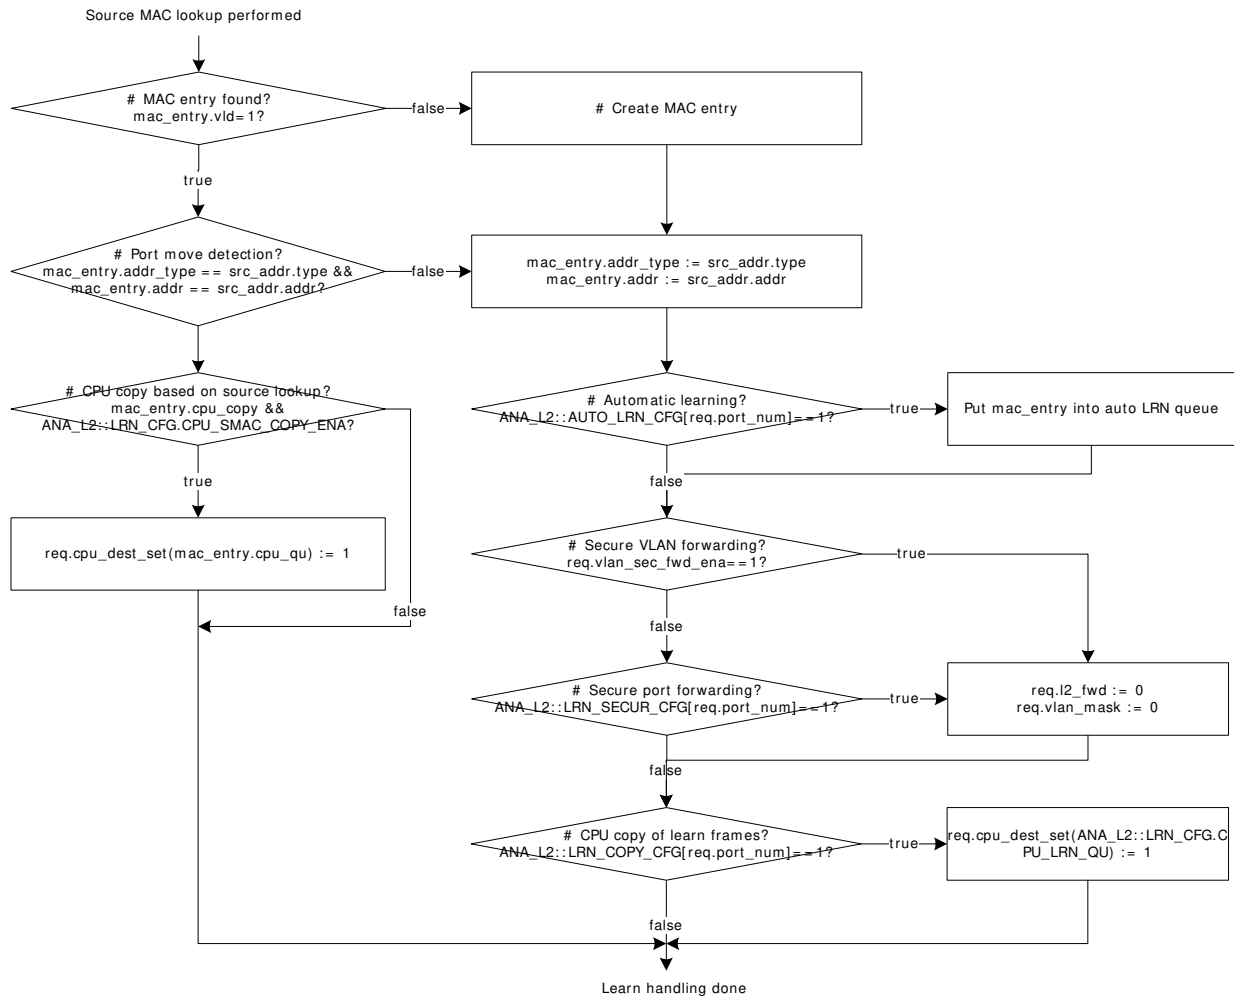 Source MAC lookup performed
# MAC entry found?
mac_entry.vld=1?
false
# Create MAC entry
true
# Port move detection?
mac_entry.addr_type == src_addr.type &&
mac_entry.addr == src_addr.addr?
false
mac_entry.addr_type := src_addr.type
mac_entry.addr := src_addr.addr
# CPU copy based on source lookup?
mac_entry.cpu_copy &&
ANA_L2::LRN_CFG.CPU_SMAC_COPY_ENA?
# Automatic learning?
ANA_L2::AUTO_LRN_CFG[req.port_num]==1?
true
Put mac_entry into auto LRN queue
true
false
req.cpu_dest_set(mac_entry.cpu_qu) := 1
# Secure VLAN forwarding?
req.vlan_sec_fwd_ena==1?
true
false
false
# Secure port forwarding?
ANA_L2::LRN_SECUR_CFG[req.port_num]==1?
true
req.l2_fwd := 0
req.vlan_mask := 0
false
# CPU copy of learn frames?
ANA_L2::LRN_COPY_CFG[req.port_num]==1?
true
req.cpu_dest_set(ANA_L2::LRN_CFG.C
PU_LRN_QU) := 1
false
Learn handling done